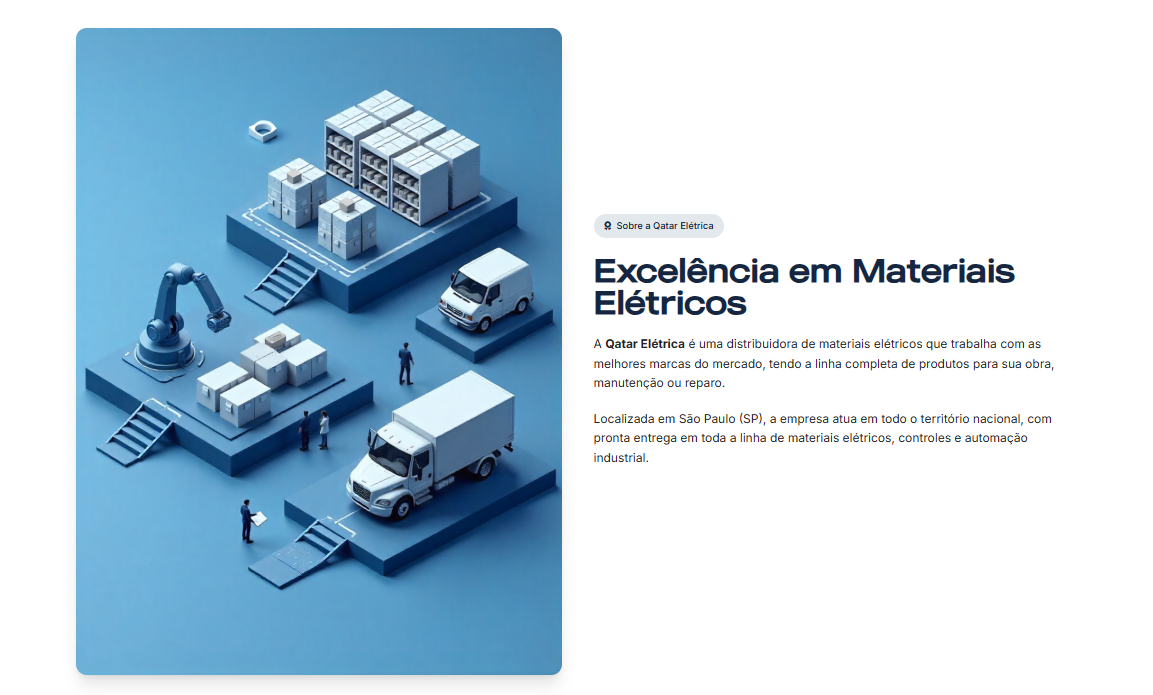 Sobre a Qatar Elétrica
Excelência em Materiais
Elétricos
A Qatar Elétrica é uma distribuidora de materiais elétricos que trabalha com as
melhores marcas do mercado, tendo a linha completa de produtos para sua obra,
manutenção ou reparo.
Localizada em São Paulo (SP), a empresa atua em todo o território nacional, com
pronta entrega em toda a linha de materiais elétricos, controles e automação
industrial.